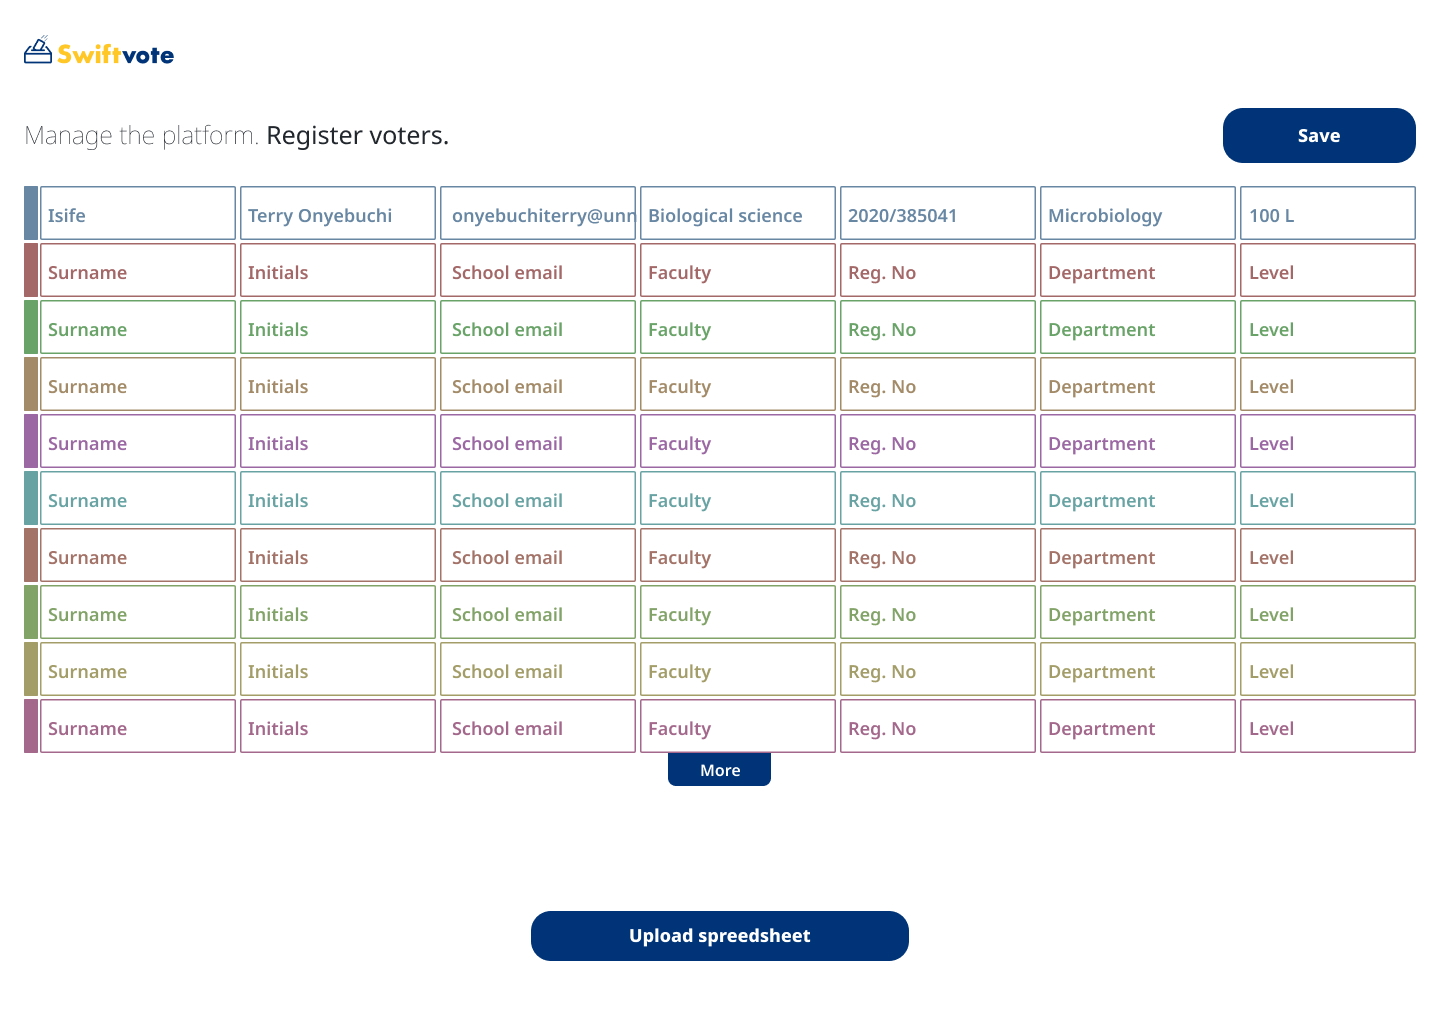 Swiftvote
Manage the platform. Register voters.
Save
Isife Terry Onyebuchi onyebuchiterry@unn Biological science 2020/385041 Microbiology 100 L
Surname Initials School email Faculty Reg. No Department Level
Surname Initials School email Faculty Reg. No Department Level
Surname Initials School email Faculty Reg. No Department Level
Surname Initials School email Faculty Reg. No Department Level
Surname Initials School email Faculty Reg. No Department Level
Surname Initials School email Faculty Reg. No Department Level
Surname Initials School email Faculty Reg. No Department Level
Surname Initials School email Faculty Reg. No Department Level
Surname Initials School email Faculty Reg. No Department Level
More
Upload spreedsheet